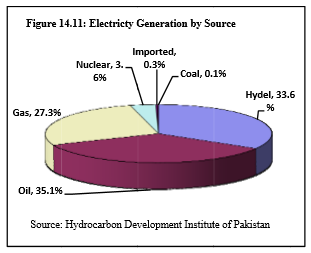 Figure 14.11: Electricty Generation by Source
Imported,
0.3%
Nuclear, 3.
6%
Coal, 0.1%
Hydel, 33.6
%
Gas, 27.3%
Oil, 35.1%
Source: Hydrocarbon Development Institute of Pakistan